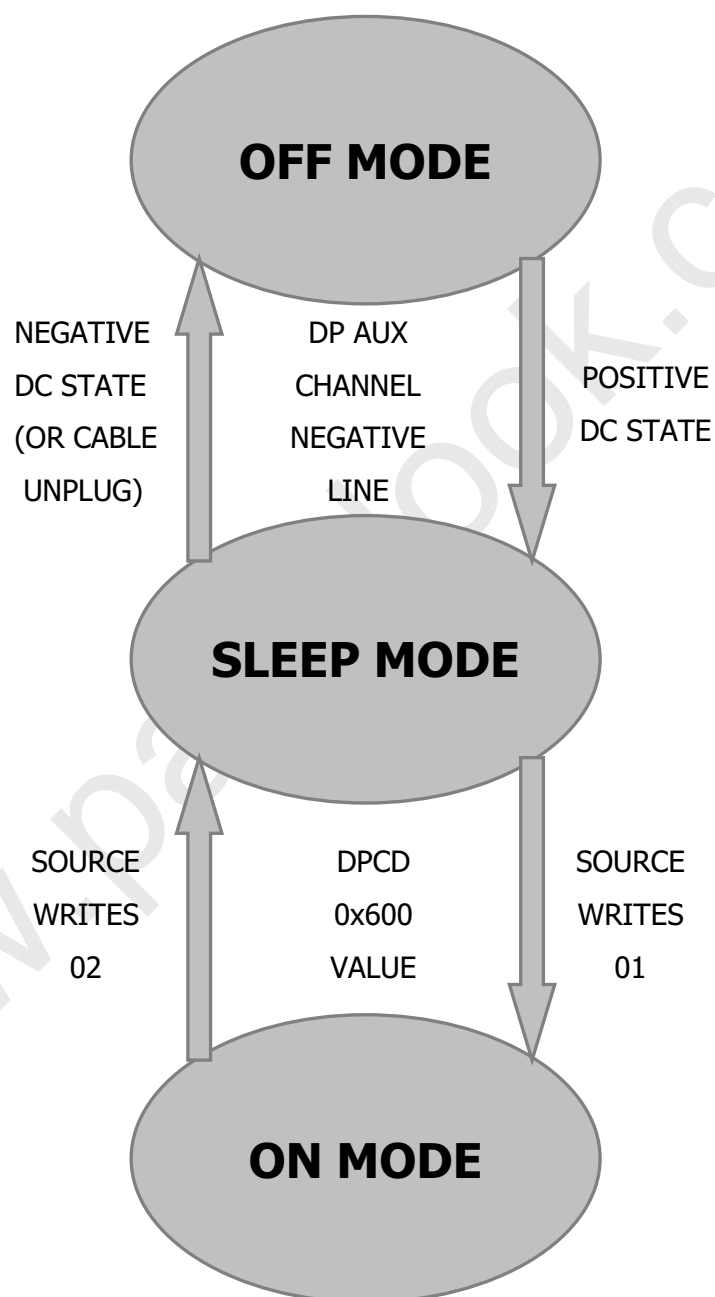 OFF MODE
NEGATIVE
DC STATE
(OR CABLE
UNPLUG)
DP AUX
CHANNEL
NEGATIVE
LINE
POSITIVE
DC STATE
SLEEP MODE
SOURCE
WRITES
02
DPCD
0x600
VALUE
SOURCE
WRITES
01
ON MODE